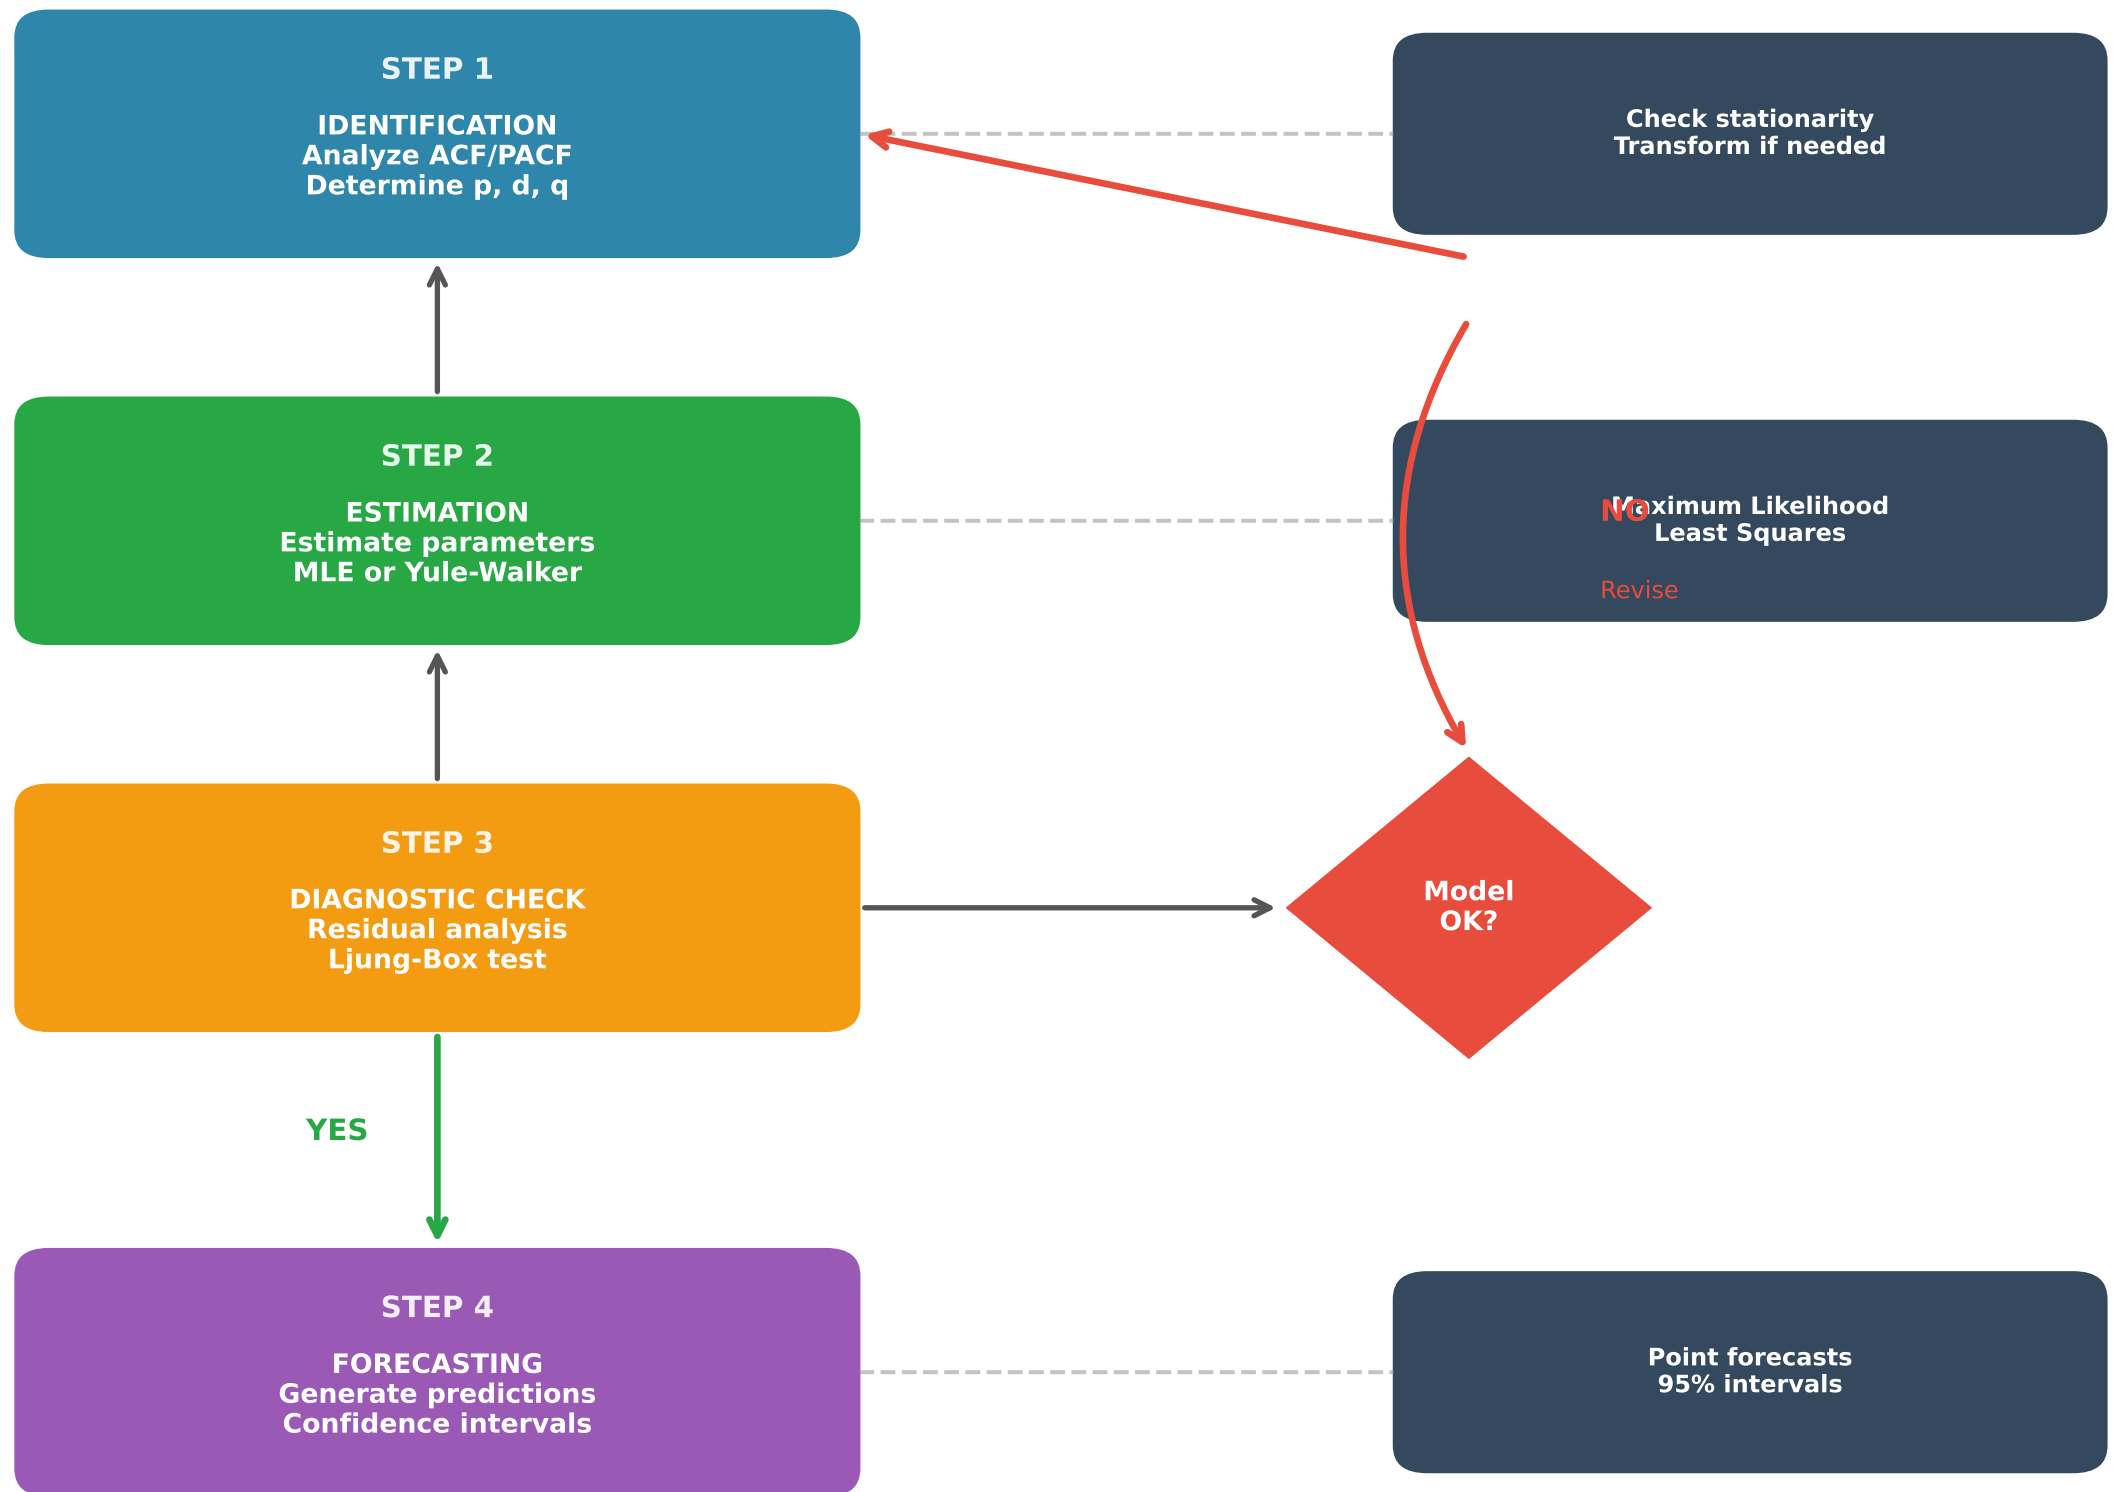 STEP 1
IDENTIFICATION
Analyze ACF/PACF
Determine p, d, q
Check stationarity
Transform if needed
STEP 2
ESTIMATION
Estimate parameters
MLE or Yule-Walker
Maximum Likelihood
Least Squares
NO
Revise
STEP 3
DIAGNOSTIC CHECK
Residual analysis
Ljung-Box test
Model
OK?
YES
STEP 4
FORECASTING
Generate predictions
Confidence intervals
Point forecasts
95% intervals